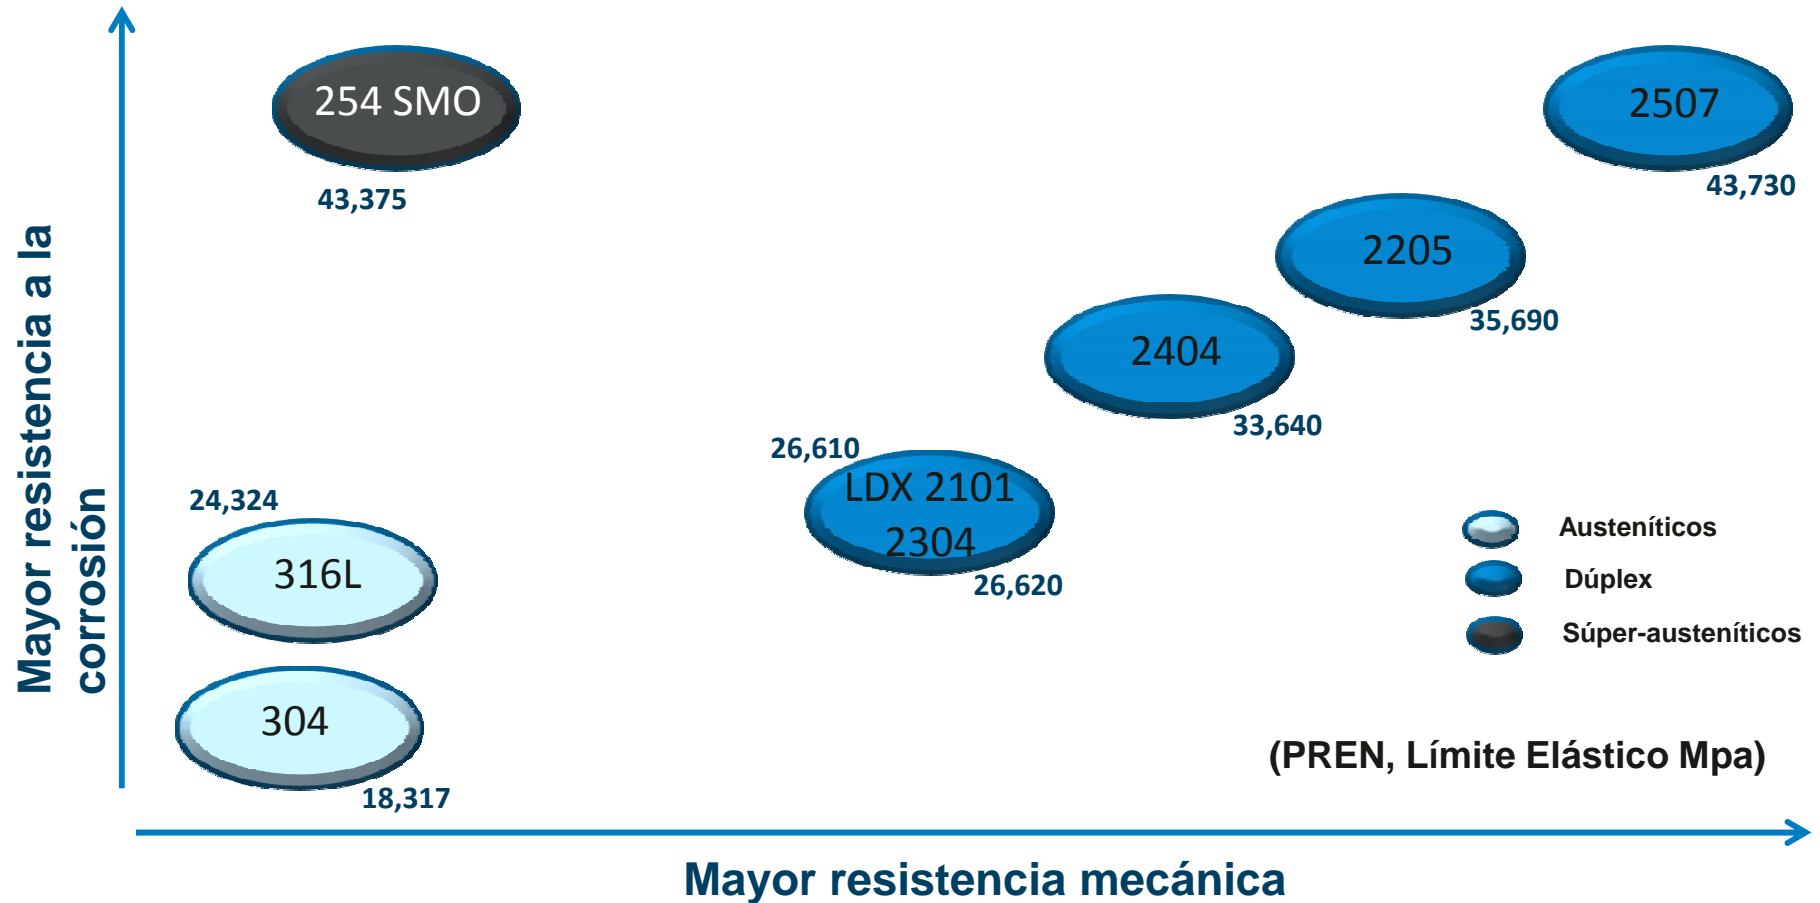 254 SMO
43,375
2507
43,730
2205
35,690
2404
33,640
26,610
LDX 2101
2304
26,620
24,324
316L
304
18,317
Mayor resistencia a la
corrosión
Austeníticos
Dúplex
Súper-austeníticos
(PREN, Límite Elástico Mpa)
Mayor resistencia mecánica